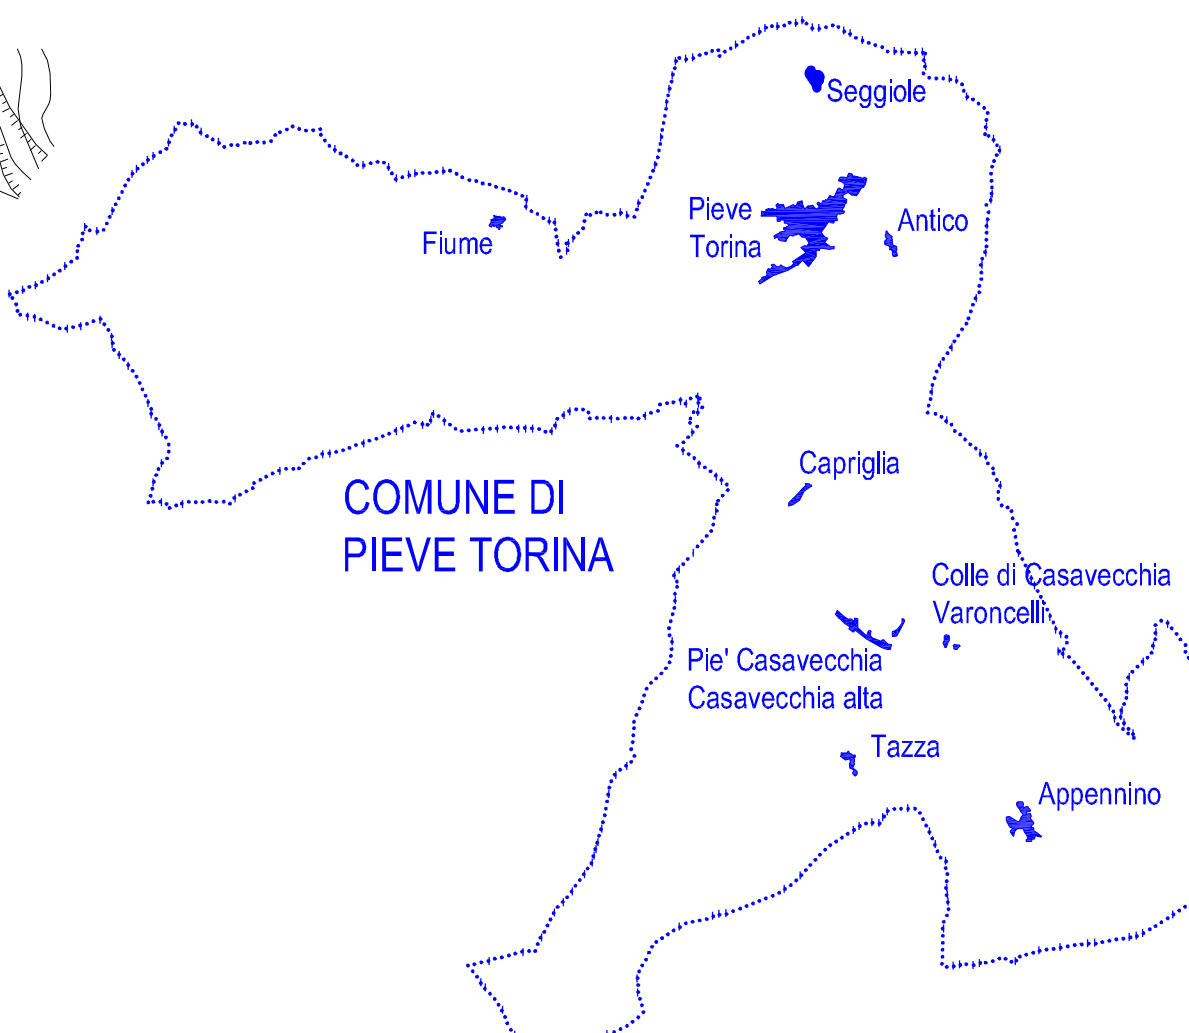 Seggiole
Pieve
Torina
Antico
Fiume
Capriglia
COMUNE DI
PIEVE TORINA
Colle di Casavecchia
Varoncelli
Pie' Casavecchia
Casavecchia alta
Tazza
Appennino